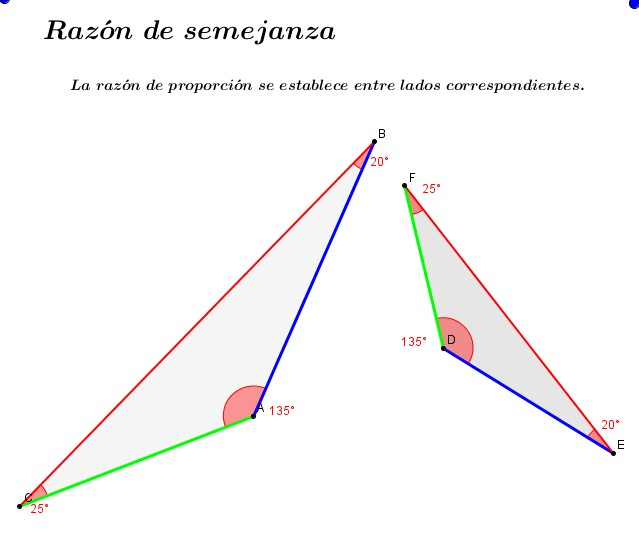 Razón de semejanza
La razón de proporción se establece entre lados correspondientes.
B
20°
F
25°
135°
D
A
135°
20°
E
C
25°